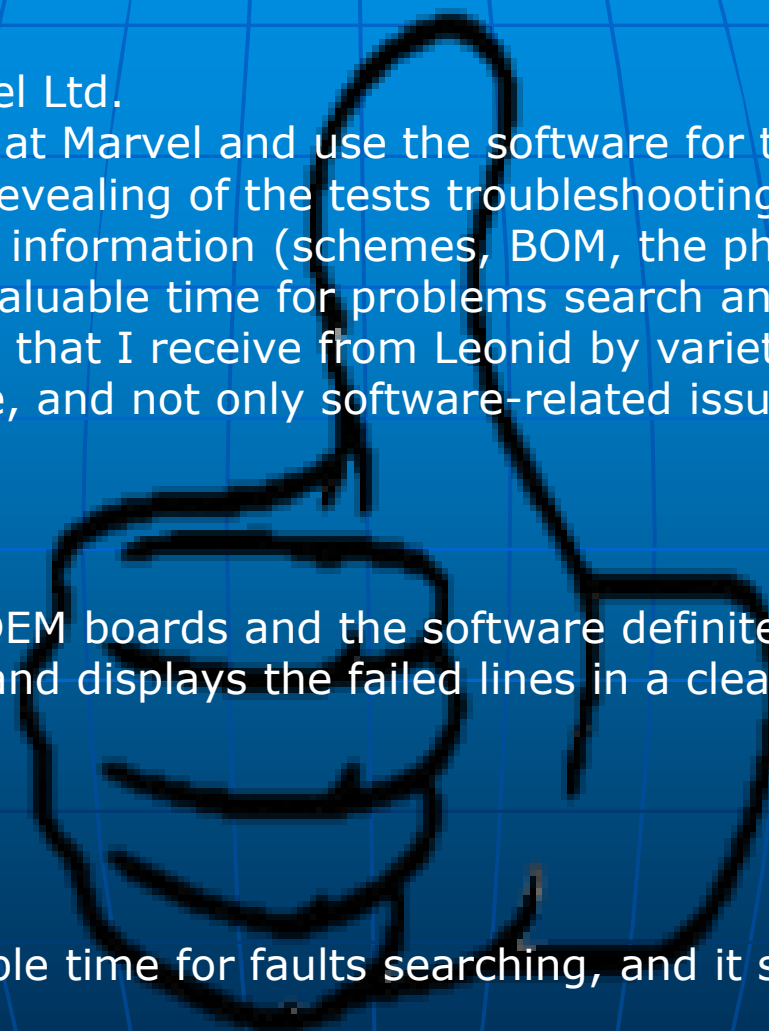 el Ltd.
at Marvel and use the software for t
evealing of the tests troubleshooting
information (schemes, BOM, the ph
aluable time for problems search an
that I receive from Leonid by variet
e, and not only software-related issu
DEM boards and the software definite
and displays the failed lines in a clea
ble time for faults searching, and it s